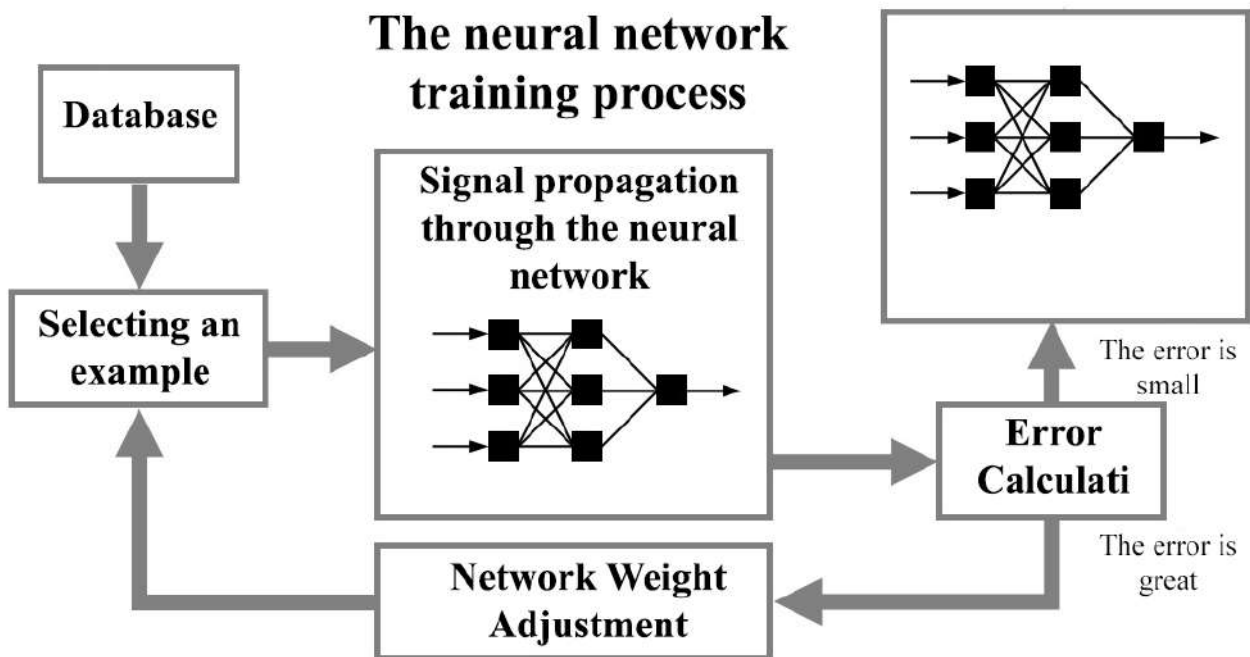 The neural network
training process
Database
Selecting an
example
Signal propagation
through the neural
network
Error
Calculati
The error is
small
The error is
great
Network Weight
Adjustment